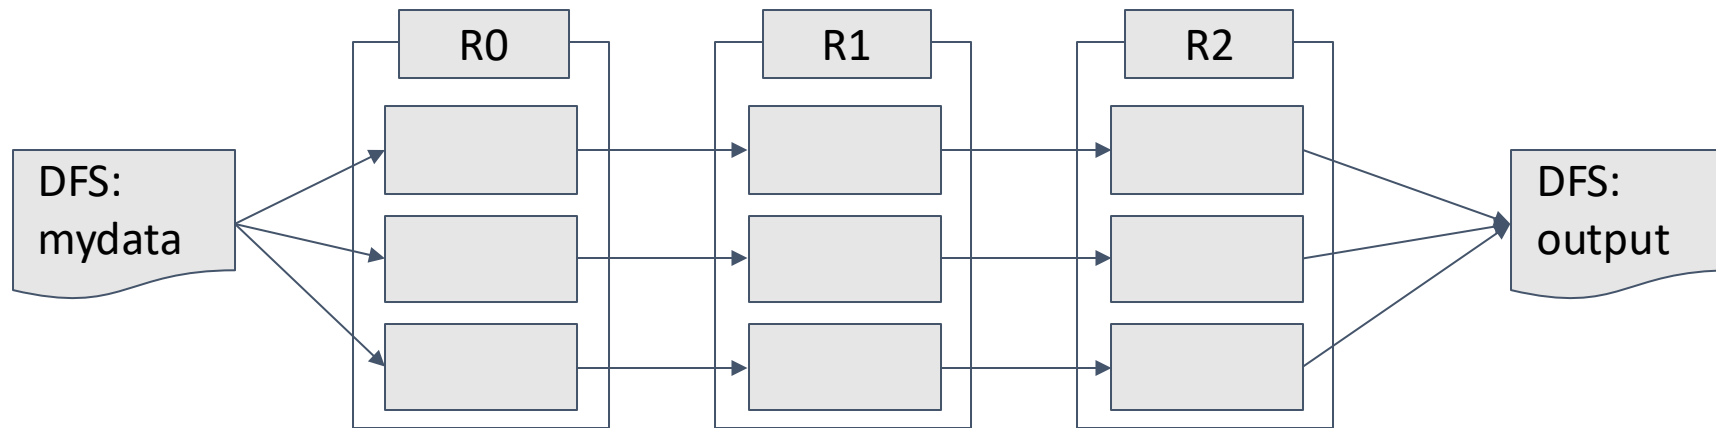 R0
R1
R2
DFS:
mydata
DFS:
output